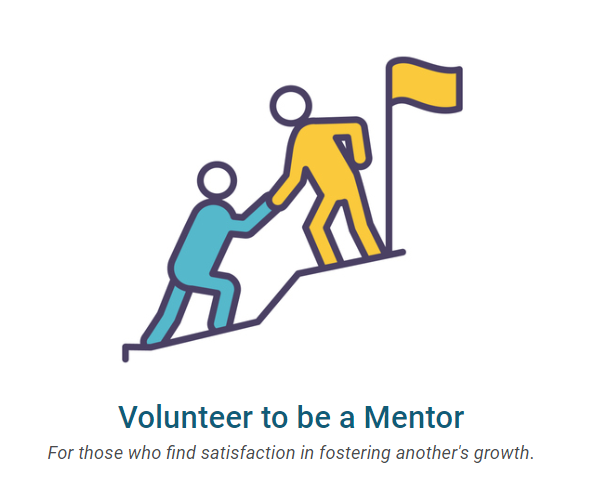 Volunteer to be a Mentor
For those who find satisfaction in fostering another's growth.